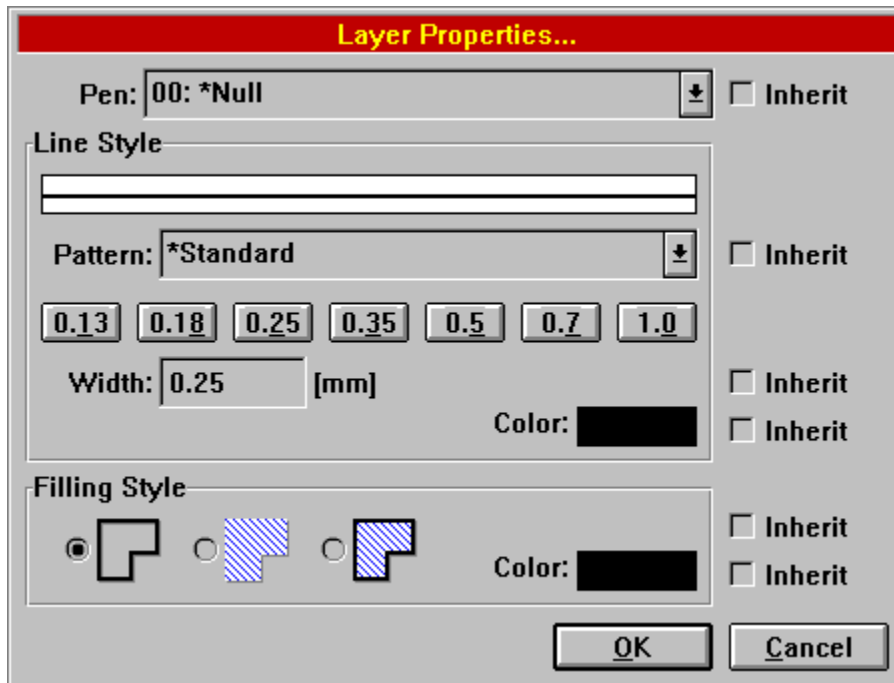 Layer Properties...
Pen: 00: *Null Inherit
Line Style
Pattern: *Standard Inherit
0.13 0.18 0.25 0.35 0.5 0.7 1.0
Width: 0.25 [mm] Inherit
Color: Inherit
Filling Style
Inherit
Color: Inherit
OK Cancel